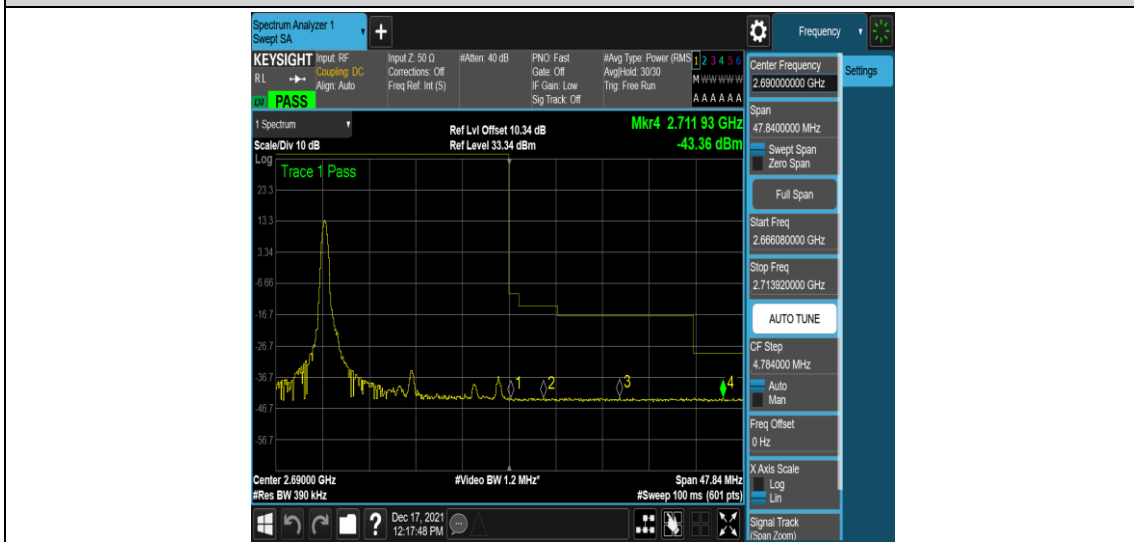 Spectrum Analyzer 1
Swept SA
+
Frequency
KEYSIGHT
RL
LXI PASS
Input: RF
Coupling: DC
Align: Auto
Input Z: 50 Ω
Corrections: Off
Freq Ref: Int (S)
#Atten: 40 dB
PNO: Fast
Gate: Off
IF Gain: Low
Sig Track: Off
#Avg Type: Power (RMS
Avg|Hold: 30/30
Trig: Free Run
1 2 3 4 5 6
M W W W W W
A A A A A A
1 Spectrum
Scale/Div 10 dB
Ref Lvl Offset 10.34 dB
Ref Level 33.34 dBm
Mkr4 2.711 93 GHz
-43.36 dBm
Log
Trace 1 Pass
23.3
13.3
3.34
-6.66
-16.7
-26.7
-36.7
-46.7
-56.7
1
2
3
4
Center 2.69000 GHz
#Res BW 390 kHz
#Video BW 1.2 MHz*
Span 47.84 MHz
#Sweep 100 ms (601 pts)
?
Dec 17, 2021
12:17:48 PM
Center Frequency
2.690000000 GHz
Settings
Span
47.8400000 MHz
Swept Span
Zero Span
Full Span
Start Freq
2.666080000 GHz
Stop Freq
2.713920000 GHz
AUTO TUNE
CF Step
4.784000 MHz
Auto
Man
Freq Offset
0 Hz
X Axis Scale
Log
Lin
Signal Track
(Span Zoom)